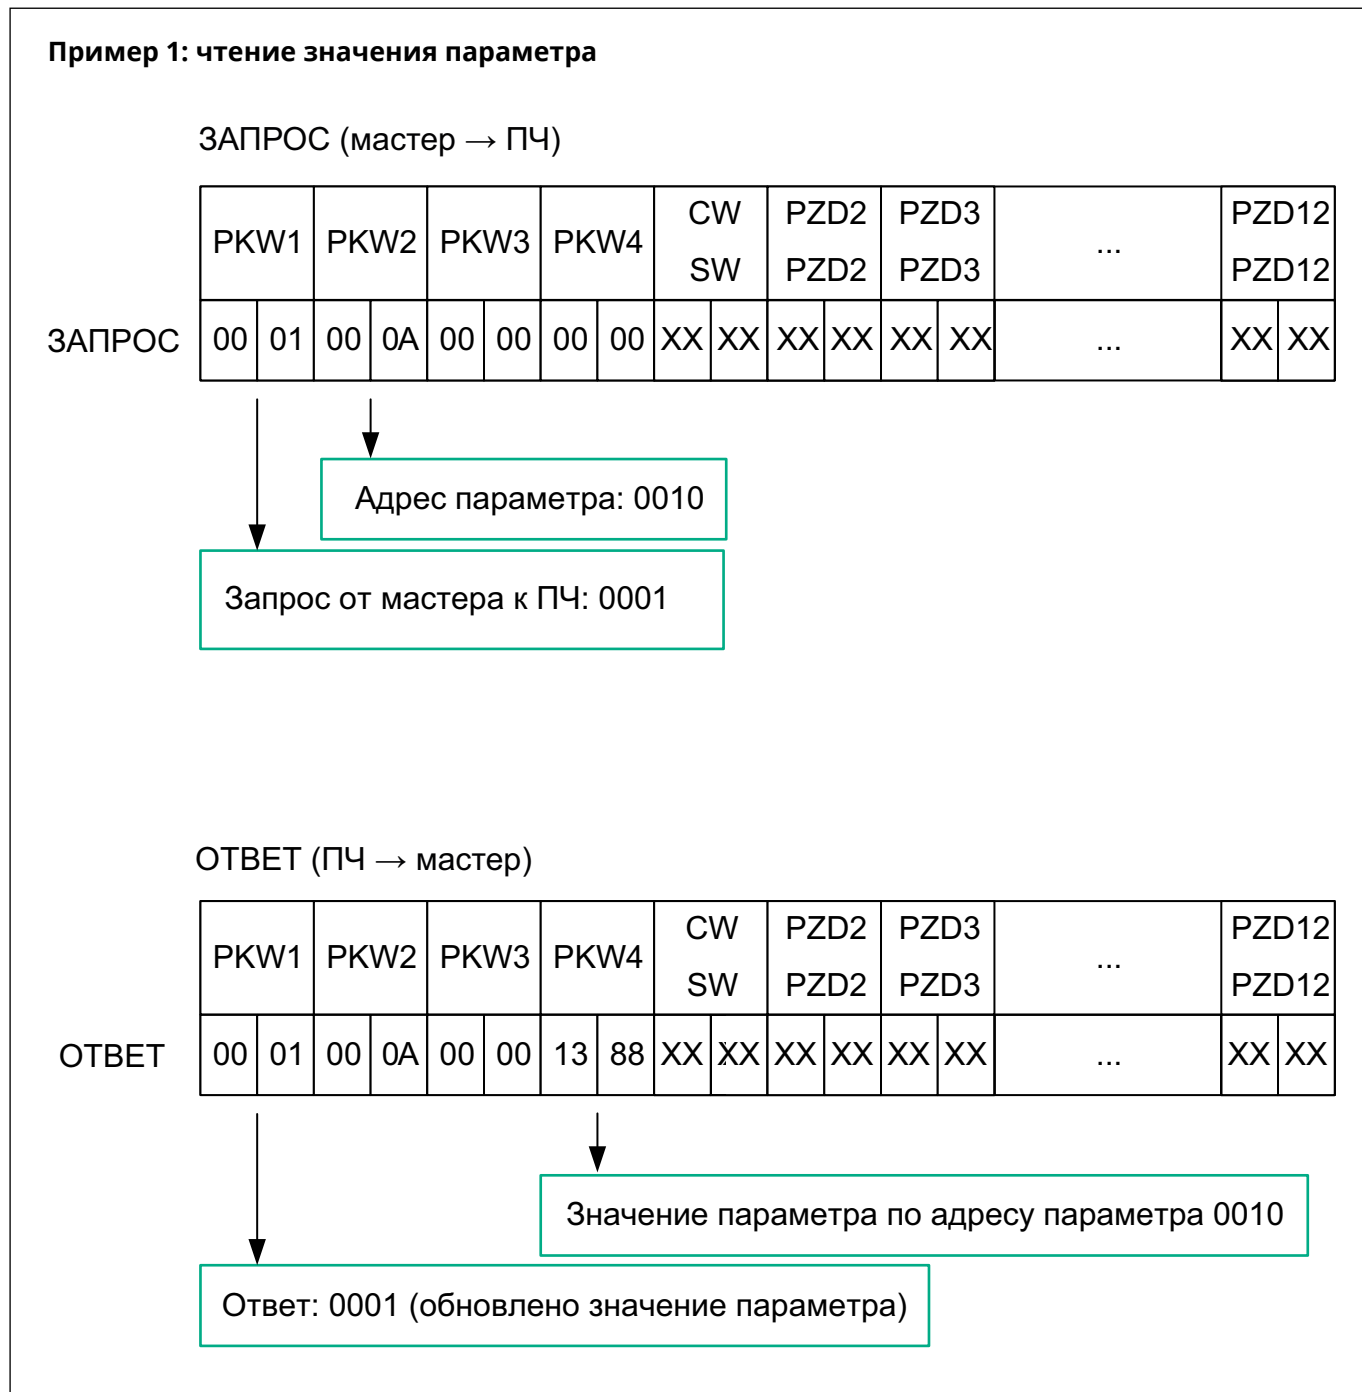 Пример 1: чтение значения параметра
ЗАПРОС (мастер → ПЧ)
PKW1 PKW2 PKW3 PKW4 CW PZD2 PZD3 ... PZD12
SW PZD2 PZD3 PZD12
ЗАПРОС 00 01 00 0A 00 00 00 00 XX XX XX XX XX XX ... XX XX
Адрес параметра: 0010
Запрос от мастера к ПЧ: 0001
ОТВЕТ (ПЧ → мастер)
PKW1 PKW2 PKW3 PKW4 CW PZD2 PZD3 ... PZD12
SW PZD2 PZD3 PZD12
ОТВЕТ 00 01 00 0A 00 00 13 88 XX XX XX XX XX XX ... XX XX
Значение параметра по адресу параметра 0010
Ответ: 0001 (обновлено значение параметра)